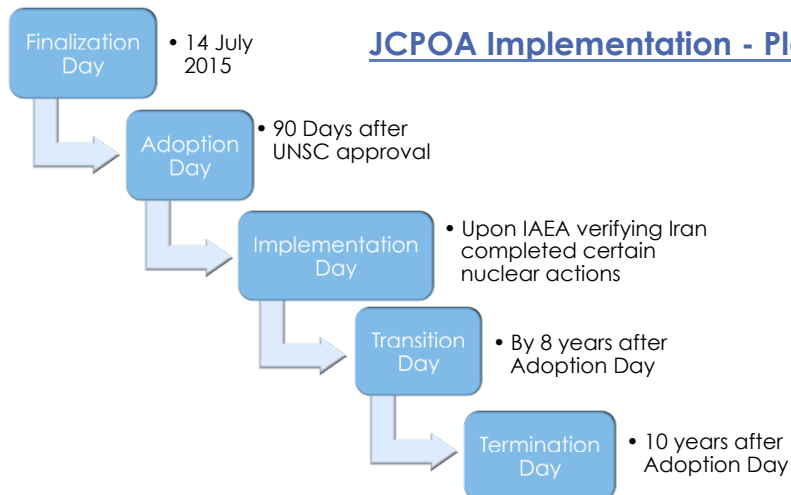 JCPOA Implementation -
Finalization
Day
• 14 July
2015
Adoption
Day
• 90 Days after
UNSC approval
Implementation
Day
• Upon IAEA verifying Iran
completed certain
nuclear actions
Transition
Day
• By 8 years after
Adoption Day
Termination
Day
• 10 years after
Adoption Day